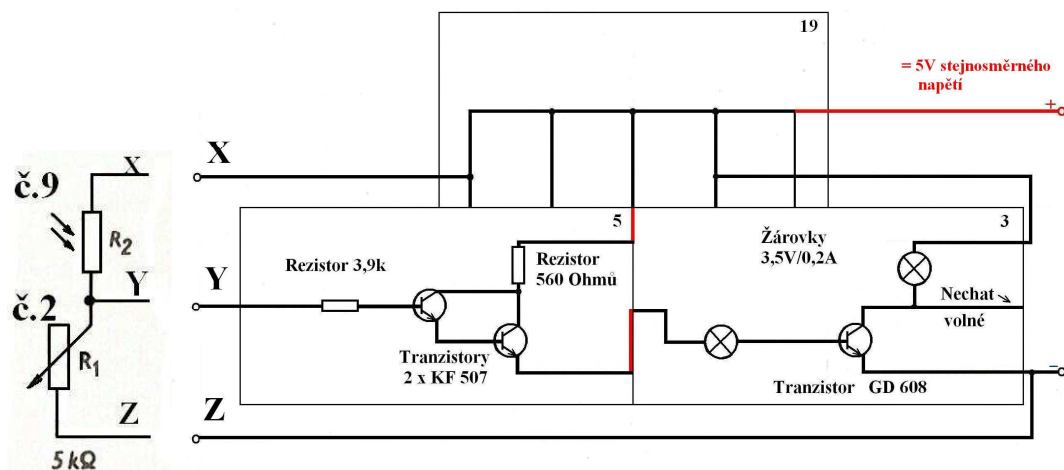 19
= 5V stejnosměrného
napětí
+
X
č.9
X
R2
5
3
Rezistor
560 Ohmů
Žárovky
3,5V/0,2A
Rezistor 3,9k
Y
Y
Nechat
volné
č.2
R1
Tranzistory
2 x KF 507
Tranzistor GD 608
−
Z
Z
5 kΩ